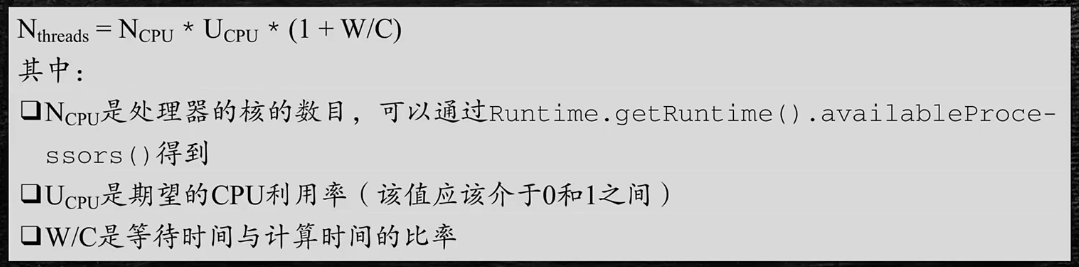 Nthreads = NCPU * UCPU * (1 + W/C)
其中：
❑NCPU是处理器的核的数目，可以通过Runtime.getRuntime().availableProce-
ssors()得到
❑UCPU是期望的CPU利用率（该值应该介于0和1之间）
❑W/C是等待时间与计算时间的比率